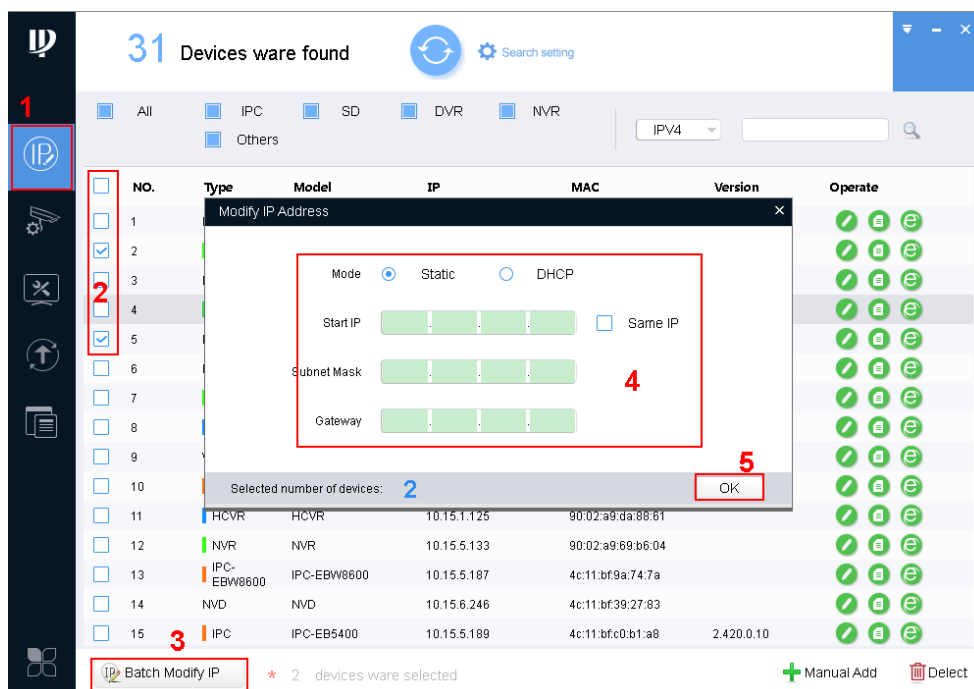 31 Devices ware found
Search setting
1
All IPC SD DVR NVR
Others
IPV4
NO. Type Model IP MAC Version Operate
Modify IP Address
1
2
3
4
5
6
7
8
9
10
2
Mode Static DHCP
Start IP . . . Same IP
Subnet Mask . . .
Gateway . . .
4
5
Selected number of devices: 2 OK
11 HCVR HCVR 10.15.1.125 90:02:a9:da:88:61
12 NVR NVR 10.15.5.133 90:02:a9:69:b6:04
13 IPC-EBW8600 IPC-EBW8600 10.15.5.187 4c:11:bf:9a:74:7a
14 NVD NVD 10.15.6.246 4c:11:bf:39:27:83
15 IPC IPC-EB5400 10.15.5.189 4c:11:bf:c0:b1:a8 2.420.0.10
3
Batch Modify IP * 2 devices ware selected Manual Add Delect